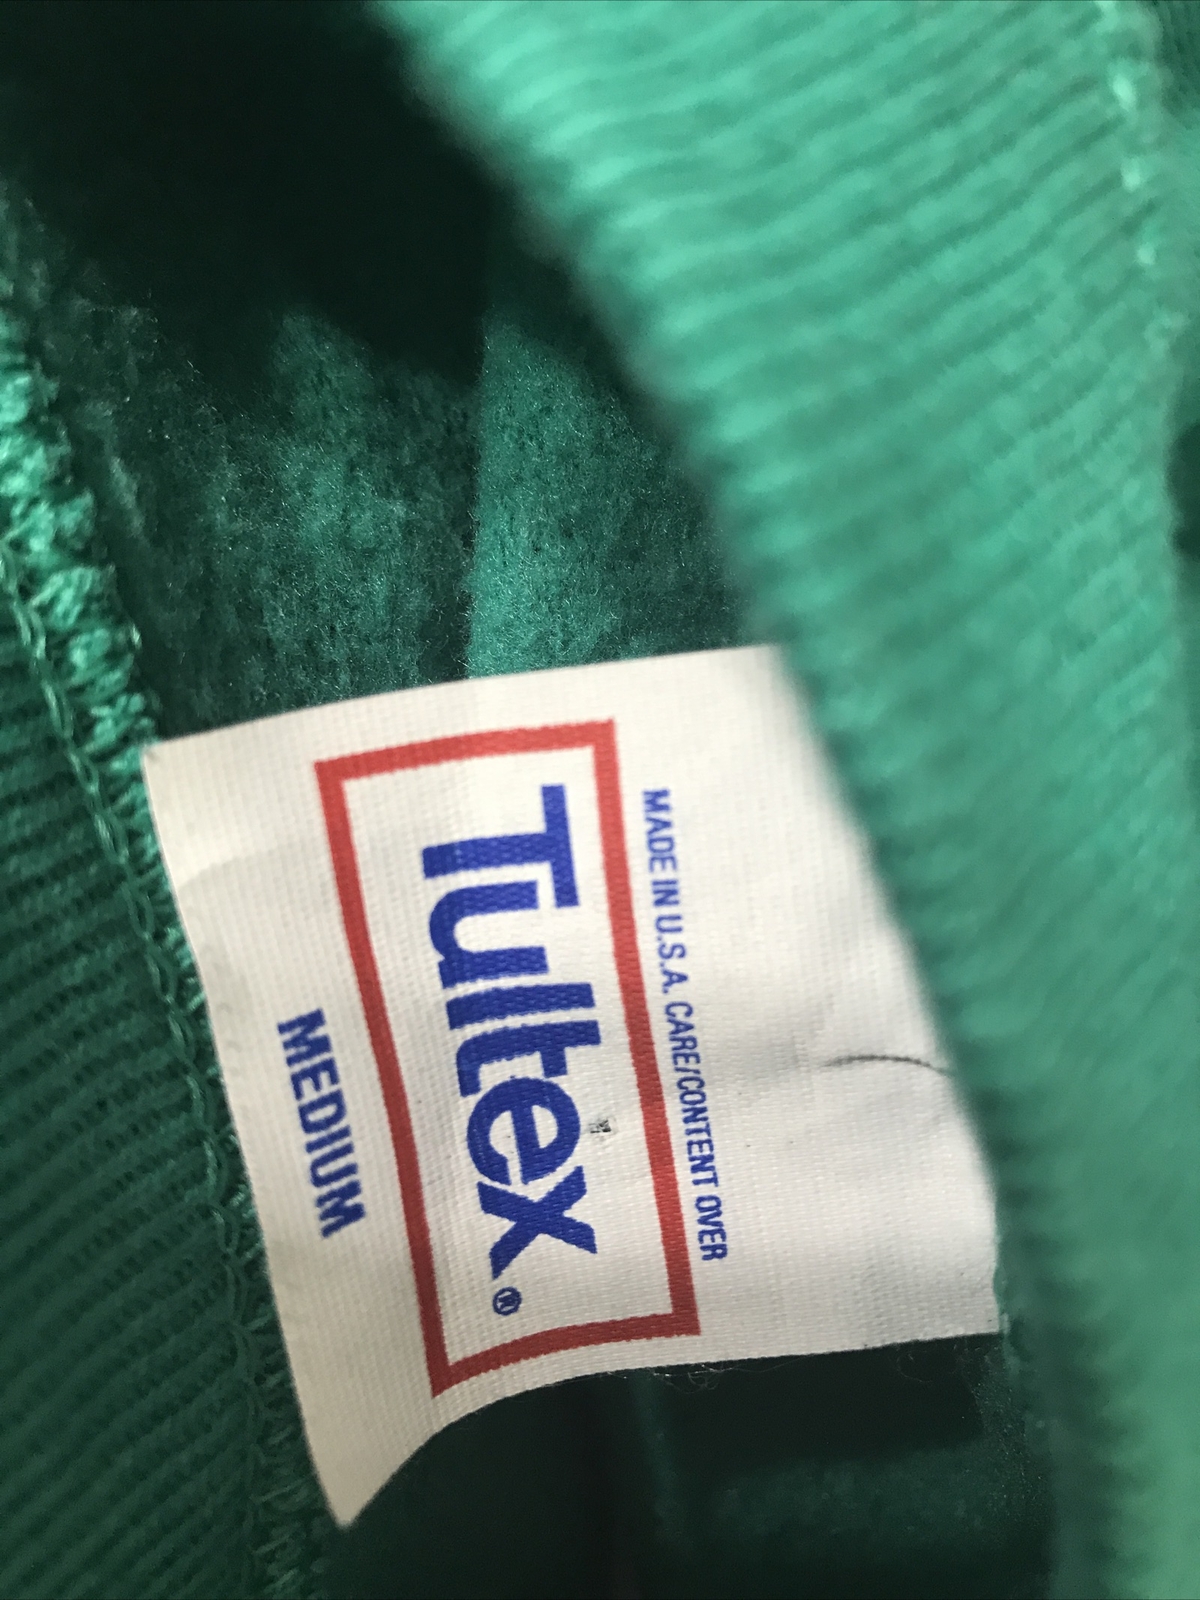 MADE IN U.S.A. CARE/CONTENT OVER
Tultex®
MEDIUM